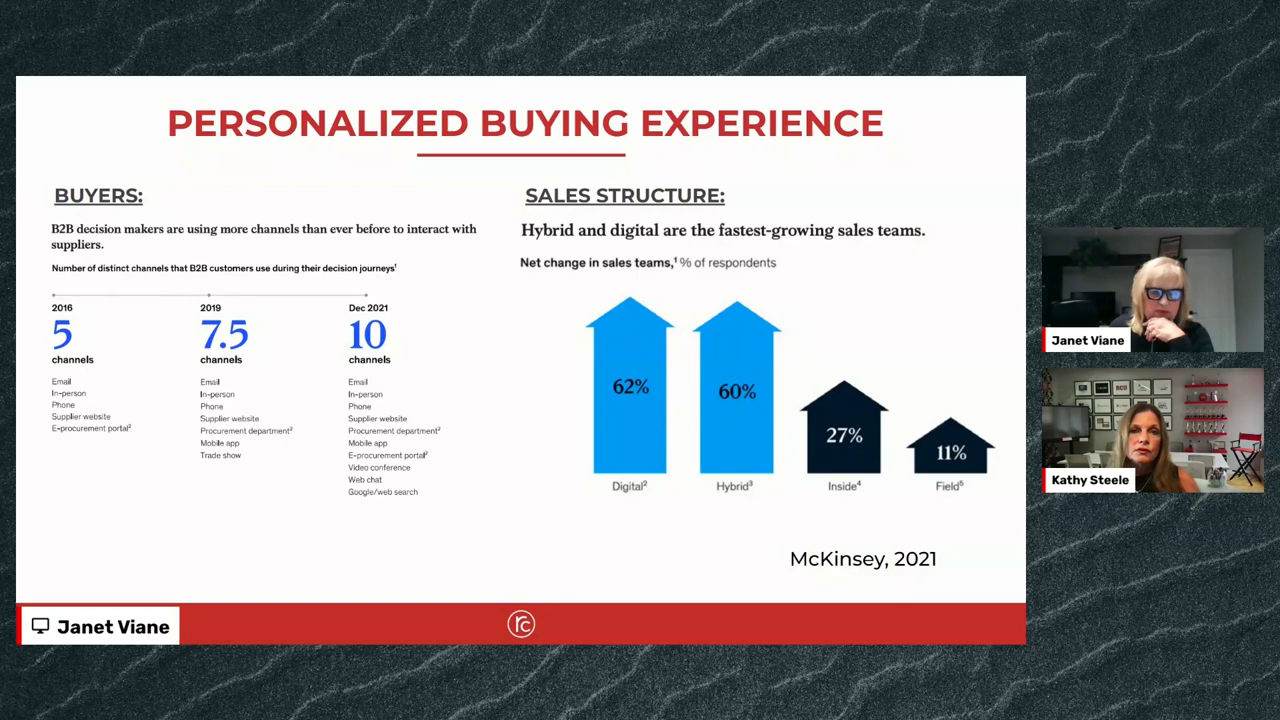 PERSONALIZED BUYING EXPERIENCE
BUYERS:
B2B decision makers are using more channels than ever before to interact with
suppliers.
Number of distinct channels that B2B customers use during their decision journeys¹
2016
5
channels
Email
In-person
Phone
Supplier website
E-procurement portal²
2019
7.5
channels
Email
In-person
Phone
Supplier website
Procurement department²
Mobile app
Trade show
Dec 2021
10
channels
Email
In-person
Phone
Supplier website
Procurement department²
Mobile app
E-procurement portal²
Video conference
Web chat
Google/web search
SALES STRUCTURE:
Hybrid and digital are the fastest-growing sales teams.
Net change in sales teams,¹ % of respondents
62%
60%
27%
11%
Digital²
Hybrid³
Inside⁴
Field⁵
McKinsey, 2021
Janet Viane
rc
Janet Viane
Kathy Steele